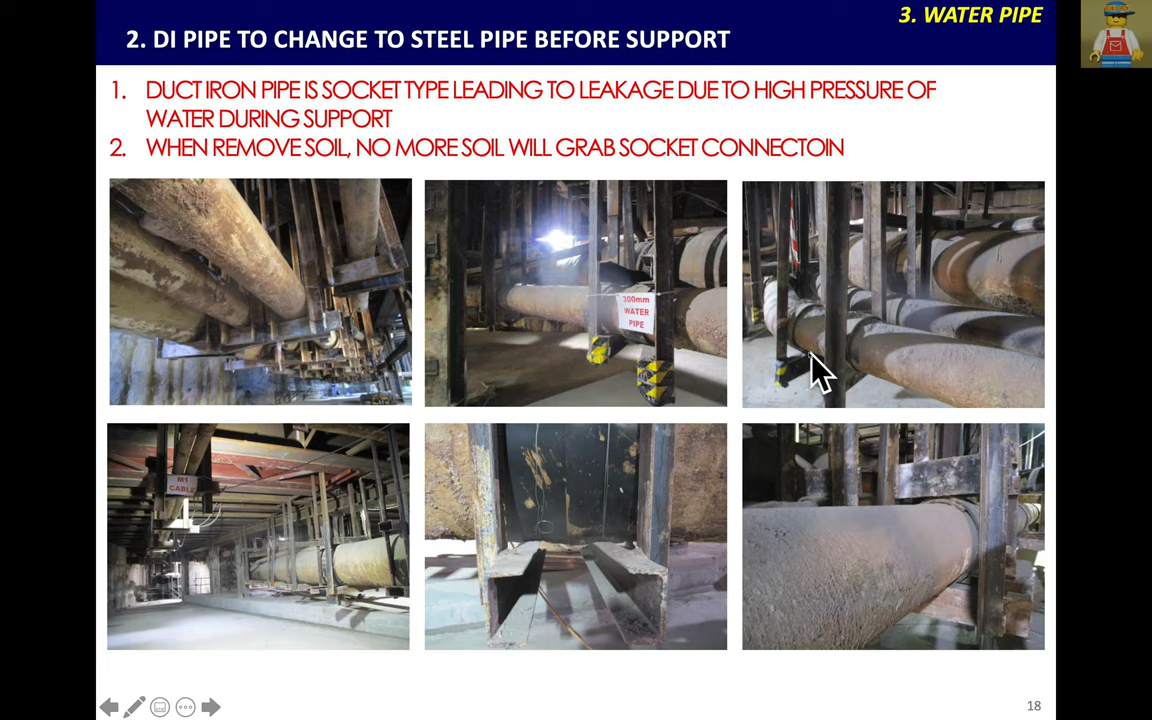 3. WATER PIPE
2. DI PIPE TO CHANGE TO STEEL PIPE BEFORE SUPPORT
1. DUCT IRON PIPE IS SOCKET TYPE LEADING TO LEAKAGE DUE TO HIGH PRESSURE OF
WATER DURING SUPPORT
2. WHEN REMOVE SOIL, NO MORE SOIL WILL GRAB SOCKET CONNECTOIN
300mm
WATER
PIPE
M1
CABLE
18